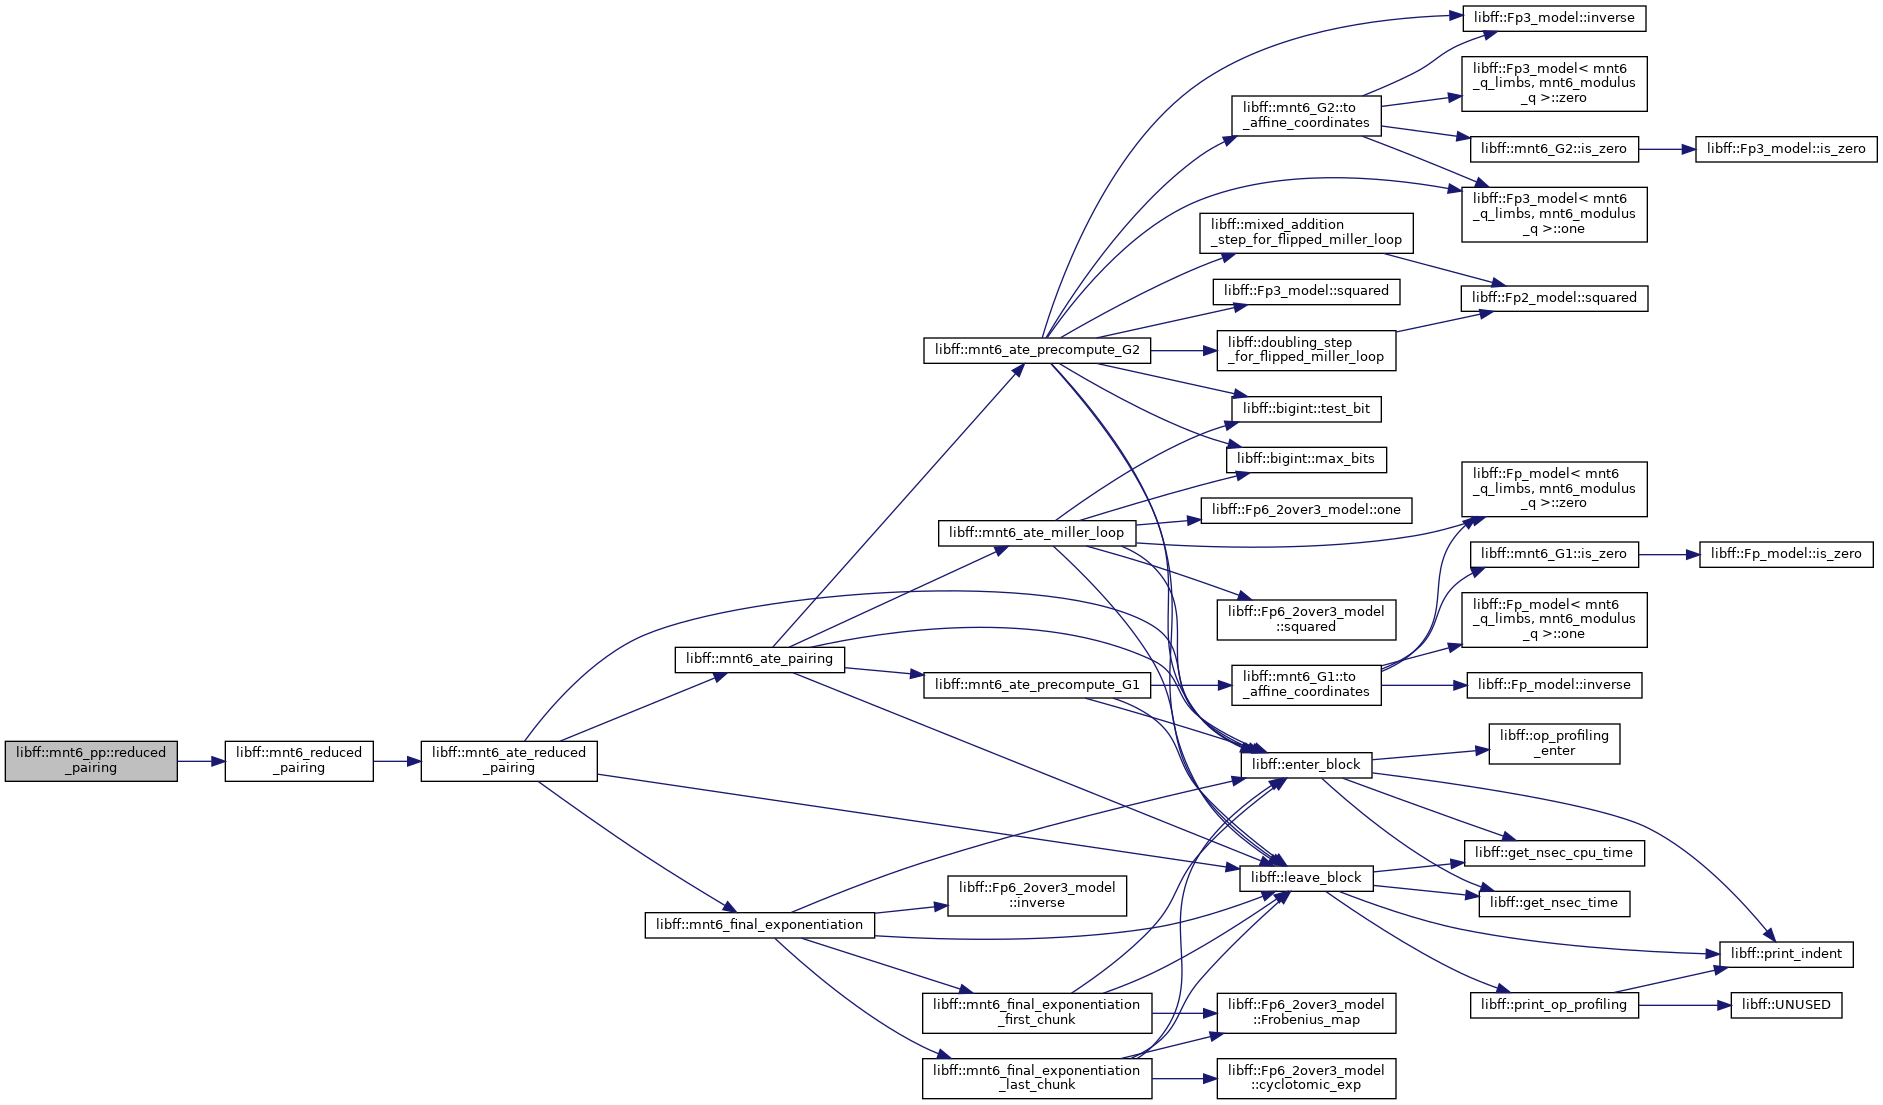 libff::mnt6_pp::reduced
_pairing
libff::mnt6_reduced
_pairing
libff::mnt6_ate_reduced
_pairing
libff::mnt6_ate_pairing
libff::mnt6_final_exponentiation
libff::mnt6_ate_precompute_G2
libff::mnt6_ate_miller_loop
libff::mnt6_ate_precompute_G1
libff::Fp6_2over3_model
::inverse
libff::mnt6_final_exponentiation
_first_chunk
libff::mnt6_final_exponentiation
_last_chunk
libff::mnt6_G2::to
_affine_coordinates
libff::mixed_addition
_step_for_flipped_miller_loop
libff::Fp3_model::squared
libff::doubling_step
_for_flipped_miller_loop
libff::bigint::test_bit
libff::bigint::max_bits
libff::Fp6_2over3_model::one
libff::Fp6_2over3_model
::squared
libff::mnt6_G1::to
_affine_coordinates
libff::enter_block
libff::leave_block
libff::Fp6_2over3_model
::Frobenius_map
libff::Fp6_2over3_model
::cyclotomic_exp
libff::Fp3_model::inverse
libff::Fp3_model< mnt6
_q_limbs, mnt6_modulus
_q >::zero
libff::mnt6_G2::is_zero
libff::Fp3_model< mnt6
_q_limbs, mnt6_modulus
_q >::one
libff::Fp2_model::squared
libff::Fp_model< mnt6
_q_limbs, mnt6_modulus
_q >::zero
libff::mnt6_G1::is_zero
libff::Fp_model< mnt6
_q_limbs, mnt6_modulus
_q >::one
libff::Fp_model::inverse
libff::op_profiling
_enter
libff::get_nsec_cpu_time
libff::get_nsec_time
libff::print_op_profiling
libff::Fp3_model::is_zero
libff::Fp_model::is_zero
libff::print_indent
libff::UNUSED